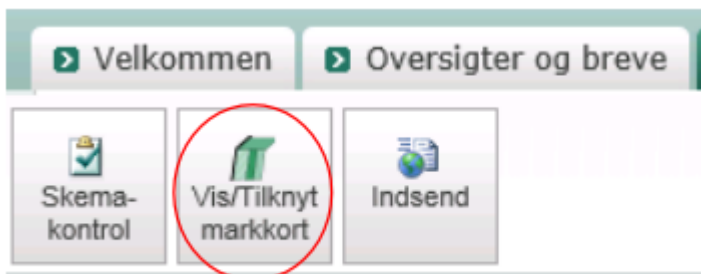 Velkommen
Oversigter og breve
Skema-
kontrol
Vis/Tilknyt
markkort
Indsend